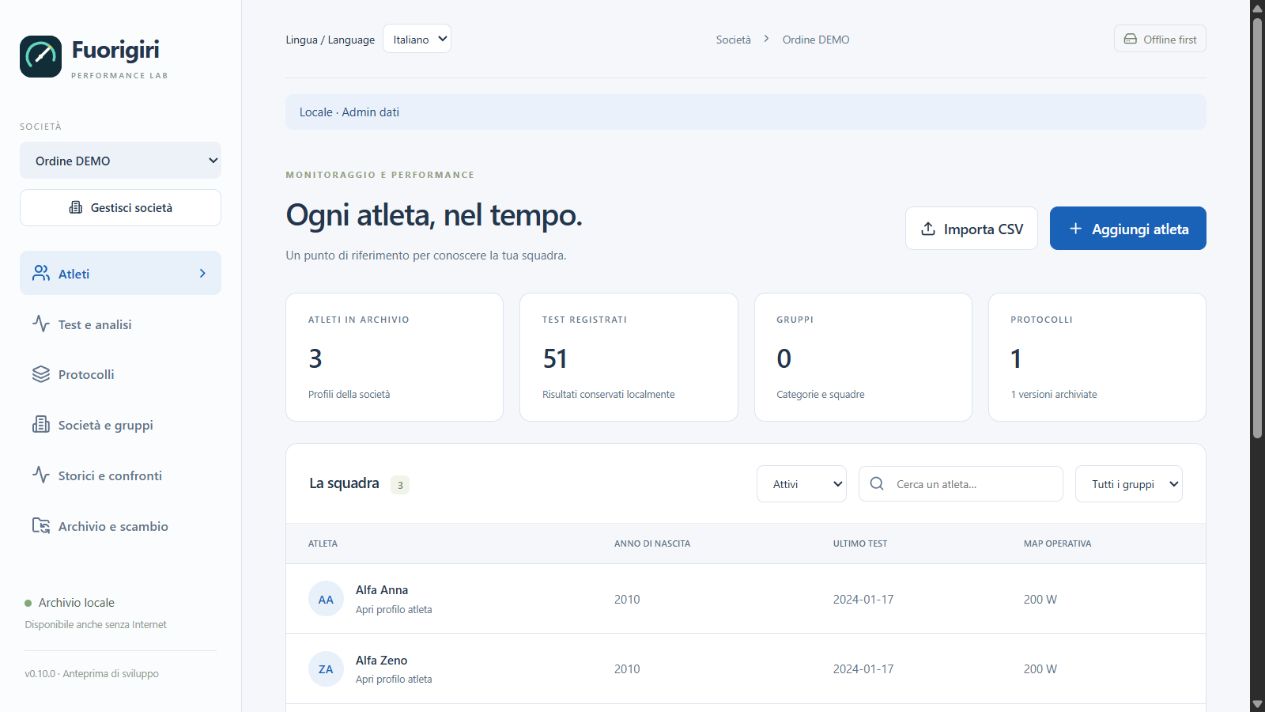 Fuorigiri
PERFORMANCE LAB
SOCIETÀ
Ordine DEMO
Gestisci società
Atleti
Test e analisi
Protocolli
Società e gruppi
Storici e confronti
Archivio e scambio
Archivio locale
Disponibile anche senza Internet
v0.10.0 · Anteprima di sviluppo
Lingua / Language Italiano
Società > Ordine DEMO
Offline first
Locale · Admin dati
MONITORAGGIO E PERFORMANCE
Ogni atleta, nel tempo.
Un punto di riferimento per conoscere la tua squadra.
Importa CSV
+ Aggiungi atleta
ATLETI IN ARCHIVIO
3
Profili della società
TEST REGISTRATI
51
Risultati conservati localmente
GRUPPI
0
Categorie e squadre
PROTOCOLLI
1
1 versioni archiviate
La squadra 3
Attivi
Cerca un atleta...
Tutti i gruppi
ATLETA ANNO DI NASCITA ULTIMO TEST MAP OPERATIVA
AA Alfa Anna 2010 2024-01-17 200 W
Apri profilo atleta
ZA Alfa Zeno 2010 2024-01-17 200 W
Apri profilo atleta